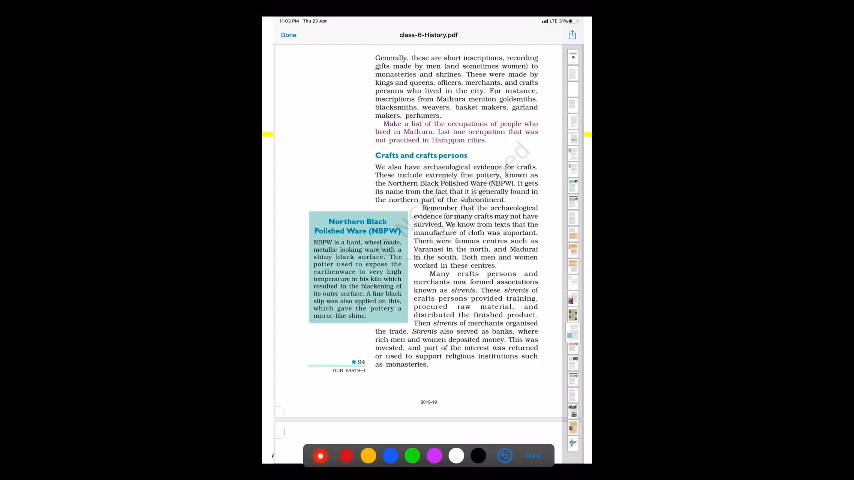 11:03 PM Thu 23 Apr
LTE 31%
Done
class-6-History.pdf
Generally, these are short inscriptions, recording
gifts made by men (and sometimes women) to
monasteries and shrines. These were made by
kings and queens, officers, merchants, and crafts
persons who lived in the city. For instance,
inscriptions from Mathura mention goldsmiths,
blacksmiths, weavers, basket makers, garland
makers, perfumers.
Make a list of the occupations of people who
lived in Mathura. List one occupation that was
not practised in Harappan cities.
Crafts and crafts persons
We also have archaeological evidence for crafts.
These include extremely fine pottery, known as
the Northern Black Polished Ware (NBPW). It gets
its name from the fact that it is generally found in
the northern part of the subcontinent.
Remember that the archaeological
evidence for many crafts may not have
survived. We know from texts that the
manufacture of cloth was important.
There were famous centres such as
Varanasi in the north, and Madurai
in the south. Both men and women
worked in these centres.
Many crafts persons and
merchants now formed associations
known as shrenis. These shrenis of
crafts persons provided training,
procured raw material, and
distributed the finished product.
Then shrenis of merchants organised
the trade. Shrenis also served as banks, where
rich men and women deposited money. This was
invested, and part of the interest was returned
or used to support religious institutions such
as monasteries.
Northern Black
Polished Ware (NBPW)
NBPW is a hard, wheel made,
metallic looking ware with a
shiny black surface. The
potter used to expose the
earthenware to very high
temperature in his kiln which
resulted in the blackening of
its outer surface. A fine black
slip was also applied on this,
which gave the pottery a
mirror-like shine.
94
OUR PASTS–I
2018-19
Done